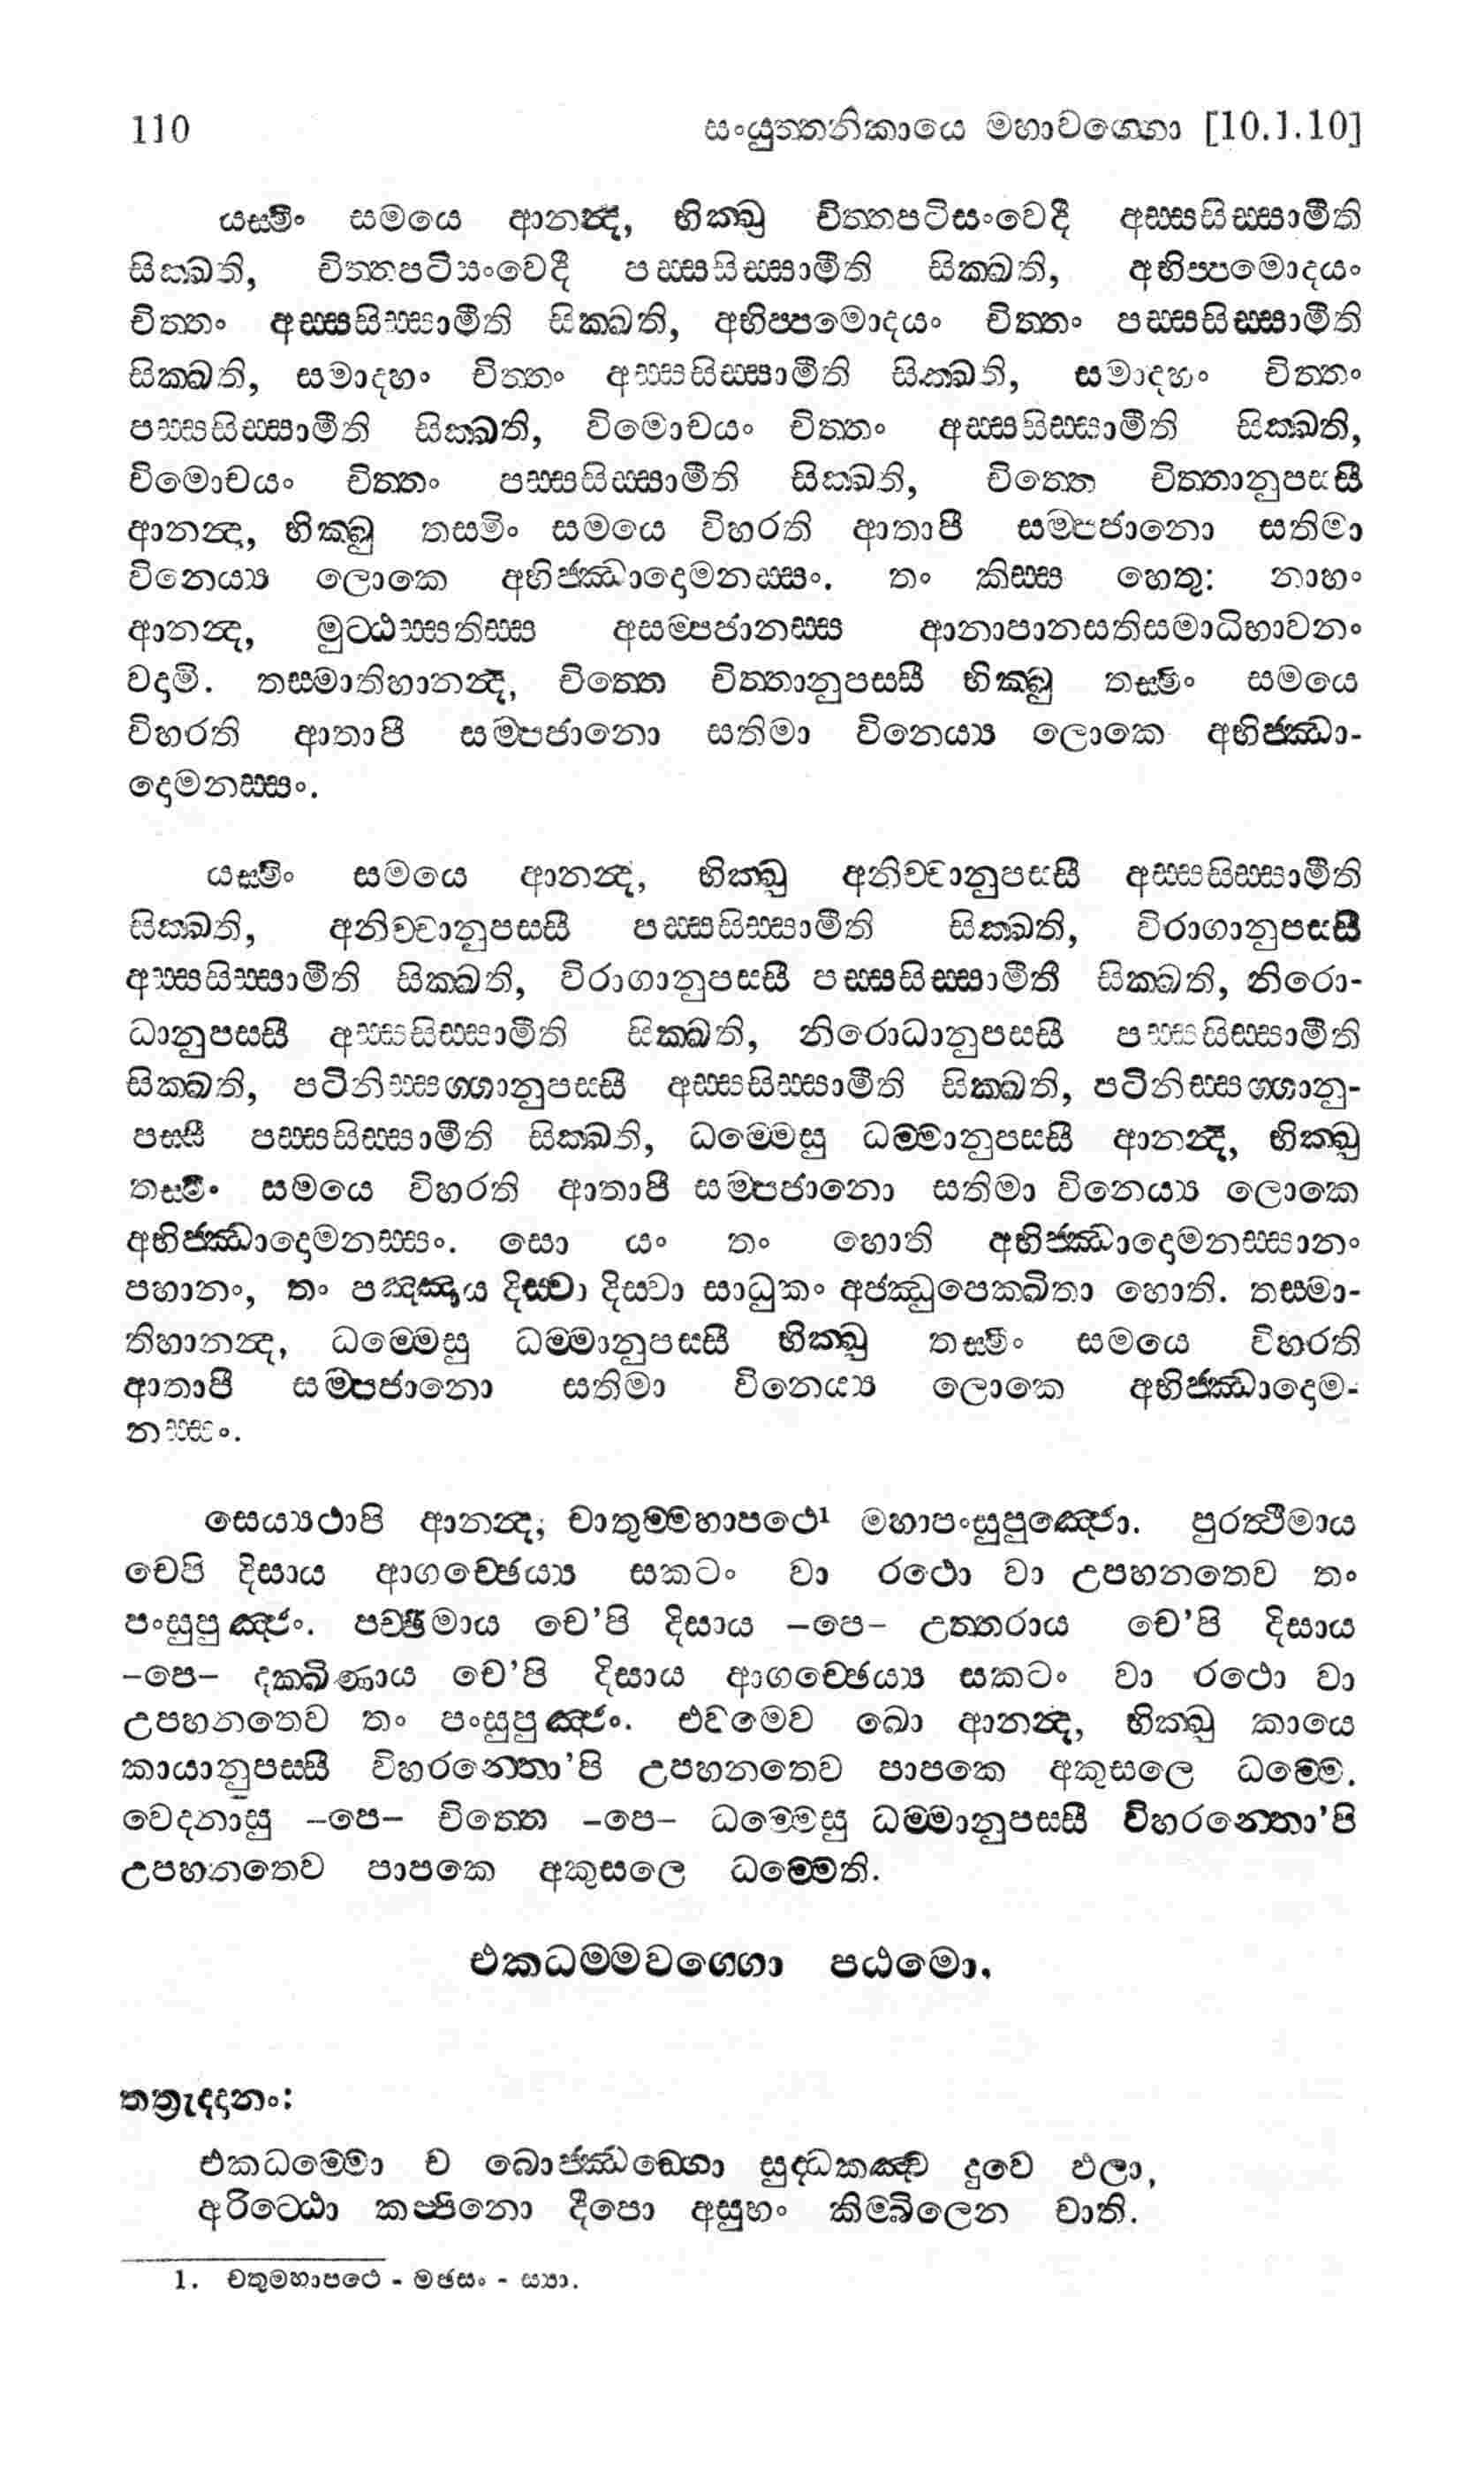 110 සංයුත්තනිකායෙ මහාවග්ගො [10.1.10]
යස්මිං සමයෙ ආනන්ද, භික්ඛු චිත්තපටිසංවෙදී අස්සසිස්සාමීති
සික්ඛති, චිත්තපටිසංවෙදී පස්සසිස්සාමීති සික්ඛති, අභිප්පමොදයං
චිත්තං අස්සසිස්සාමීති සික්ඛති, අභිප්පමොදයං චිත්තං පස්සසිස්සාමීති
සික්ඛති, සමාදහං චිත්තං අස්සසිස්සාමීති සික්ඛති, සමාදහං චිත්තං
පස්සසිස්සාමීති සික්ඛති, විමොචයං චිත්තං අස්සසිස්සාමීති සික්ඛති,
විමොචයං චිත්තං පස්සසිස්සාමීති සික්ඛති, චිත්තෙ චිත්තානුපස්සී
ආනන්ද, භික්ඛු තස්මිං සමයෙ විහරති ආතාපී සම්පජානො සතිමා
විනෙය්‍ය ලොකෙ අභිජ්ඣාදොමනස්සං. තං කිස්ස හෙතු: නාහං
ආනන්ද, මුට්ඨස්සතිස්ස අසම්පජානස්ස ආනාපානසතිසමාධිභාවනං
වදාමි. තස්මාතිහානන්ද, චිත්තෙ චිත්තානුපස්සී භික්ඛු තස්මිං සමයෙ
විහරති ආතාපී සම්පජානො සතිමා විනෙය්‍ය ලොකෙ අභිජ්ඣා-
දොමනස්සං.
යස්මිං සමයෙ ආනන්ද, භික්ඛු අනිච්චානුපස්සී අස්සසිස්සාමීති
සික්ඛති, අනිච්චානුපස්සී පස්සසිස්සාමීති සික්ඛති, විරාගානුපස්සී
අස්සසිස්සාමීති සික්ඛති, විරාගානුපස්සී පස්සසිස්සාමීතී සික්ඛති, නිරො-
ධානුපස්සී අස්සසිස්සාමීති සික්ඛති, නිරොධානුපස්සී පස්සසිස්සාමීති
සික්ඛති, පටිනිස්සග්ගානුපස්සී අස්සසිස්සාමීති සික්ඛති, පටිනිස්සග්ගානු-
පස්සී පස්සසිස්සාමීති සික්ඛති, ධම්මෙසු ධම්මානුපස්සී ආනන්ද, භික්ඛු
තස්මිං සමයෙ විහරති ආතාපී සම්පජානො සතිමා විනෙය්‍ය ලොකෙ
අභිජ්ඣාදොමනස්සං. සො යං තං හොති අභිජ්ඣාදොමනස්සානං
පහානං, තං පඤ්ඤාය දිස්වා දිස්වා සාධුකං අජ්ඣුපෙක්ඛිතා හොති. තස්මා-
තිහානන්ද, ධම්මෙසු ධම්මානුපස්සී භික්ඛු තස්මිං සමයෙ විහරති
ආතාපී සම්පජානො සතිමා විනෙය්‍ය ලොකෙ අභිජ්ඣාදොම-
නස්සං.
සෙය්‍යථාපි ආනන්ද, චාතුම්මහාපථෙ¹ මහාපංසුපුඤ්ජො. පුරත්ථිමාය
චෙපි දිසාය ආගච්ඡෙය්‍ය සකටං වා රථො වා උපහනතෙව තං
පංසුපුඤ්ජං. පච්ඡිමාය චෙ’පි දිසාය –පෙ– උත්තරාය චෙ’පි දිසාය
–පෙ– දක්ඛිණාය චෙ’පි දිසාය ආගච්ඡෙය්‍ය සකටං වා රථො වා
උපහනතෙව තං පංසුපුඤ්ජං. එවමෙව ඛො ආනන්ද, භික්ඛු කායෙ
කායානුපස්සී විහරන්තො’පි උපහනතෙව පාපකෙ අකුසලෙ ධම්මෙ.
වෙදනාසු –පෙ– චිත්තෙ –පෙ– ධම්මෙසු ධම්මානුපස්සී විහරන්තො’පි
උපහනතෙව පාපකෙ අකුසලෙ ධම්මෙති.
එකධම්මවග්ගො පඨමො.
තත්‍රුද්දානං:
එකධම්මො ච බොජ්ඣඞ්ගො සුද්ධකඤ්ච දුවෙ ඵලා,
අරිට්ඨො කප්පිනො දීපො අසුභං කිම්බිලෙන චාති.
1. චතුමහාපථෙ - මඡසං - ස්‍යා.